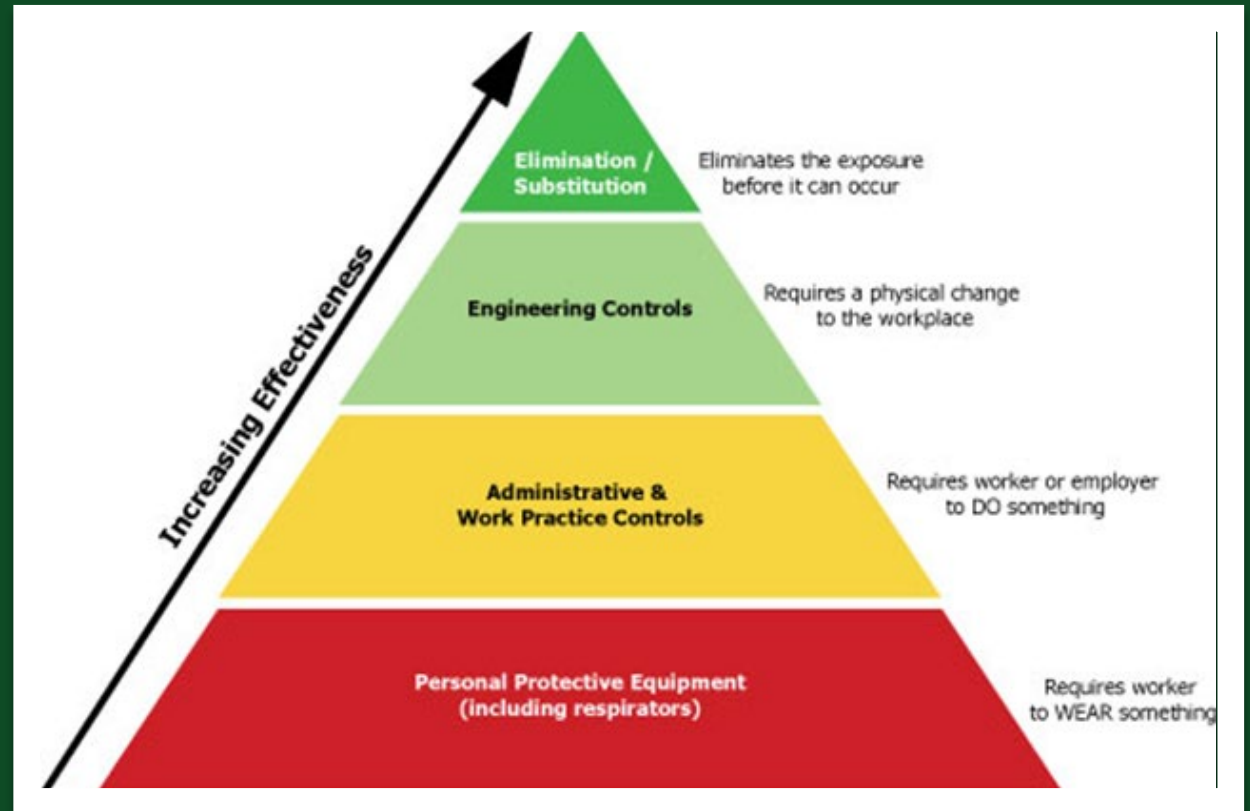 Elimination /
Substitution
Eliminates the exposure
before it can occur
Increasing Effectiveness
Engineering Controls
Requires a physical change
to the workplace
Administrative &
Work Practice Controls
Requires worker or employer
to DO something
Personal Protective Equipment
(including respirators)
Requires worker
to WEAR something